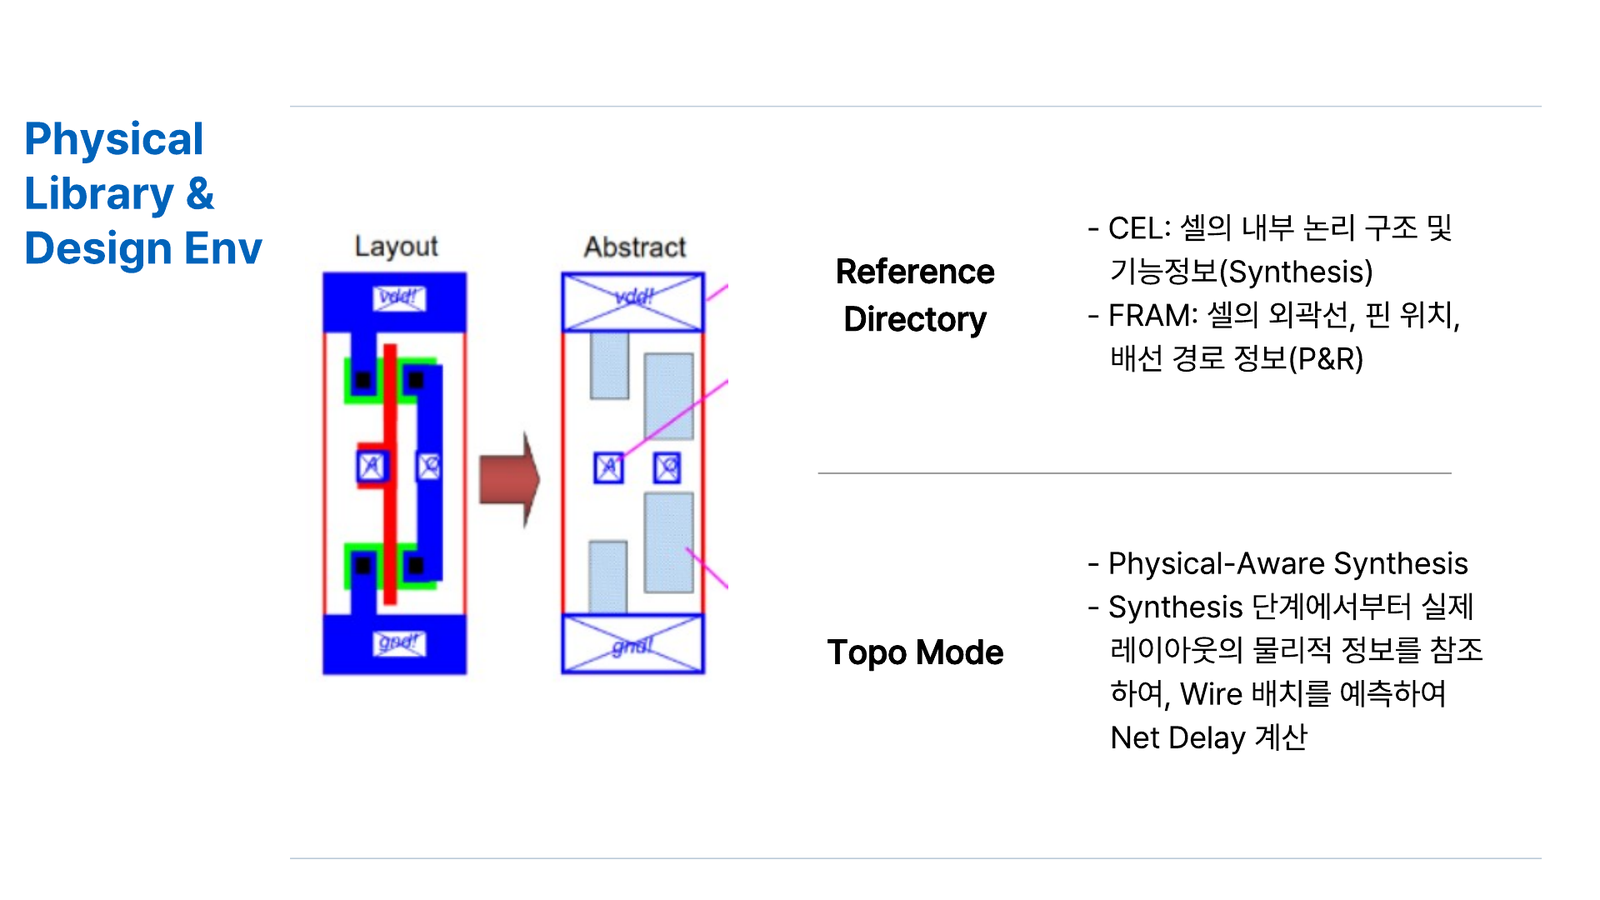 Physical
Library &
Design Env
Layout
Abstract
vdd!
vdd!
A
Q
A
Q
gnd!
gnd!
Reference
Directory
- CEL: 셀의 내부 논리 구조 및
기능정보(Synthesis)
- FRAM: 셀의 외곽선, 핀 위치,
배선 경로 정보(P&R)
Topo Mode
- Physical-Aware Synthesis
- Synthesis 단계에서부터 실제
레이아웃의 물리적 정보를 참조
하여, Wire 배치를 예측하여
Net Delay 계산